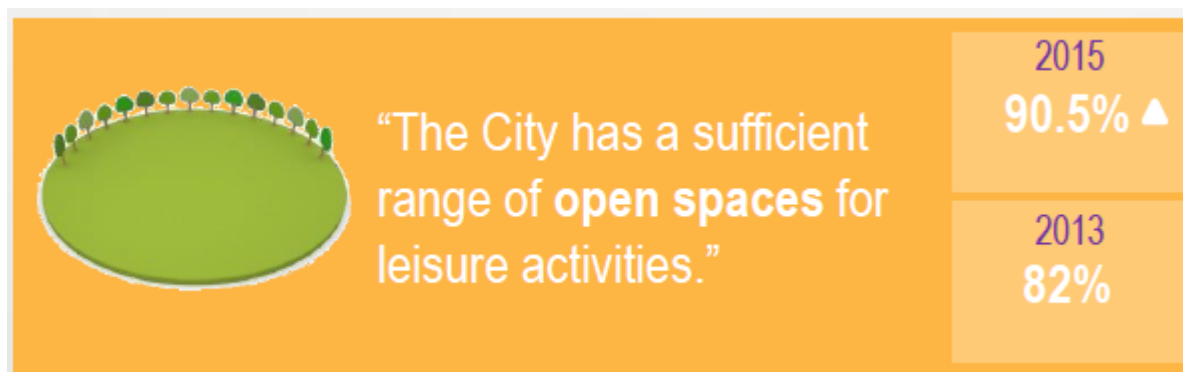 “The City has a sufficient
range of open spaces for
leisure activities.”
2015
90.5% ▲
2013
82%